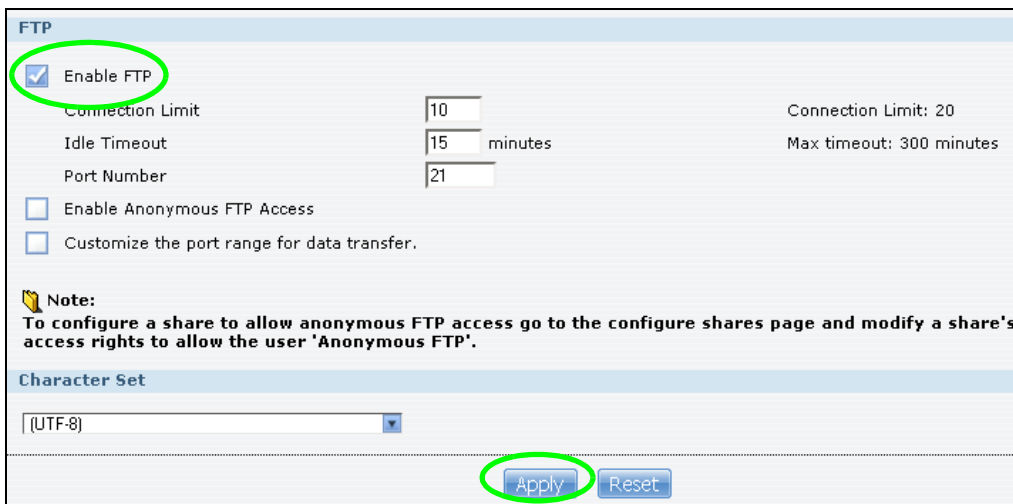 FTP
Enable FTP
Connection Limit 10 Connection Limit: 20
Idle Timeout 15 minutes Max timeout: 300 minutes
Port Number 21
Enable Anonymous FTP Access
Customize the port range for data transfer.
Note:
To configure a share to allow anonymous FTP access go to the configure shares page and modify a share's
access rights to allow the user 'Anonymous FTP'.
Character Set
(UTF-8)
Apply Reset